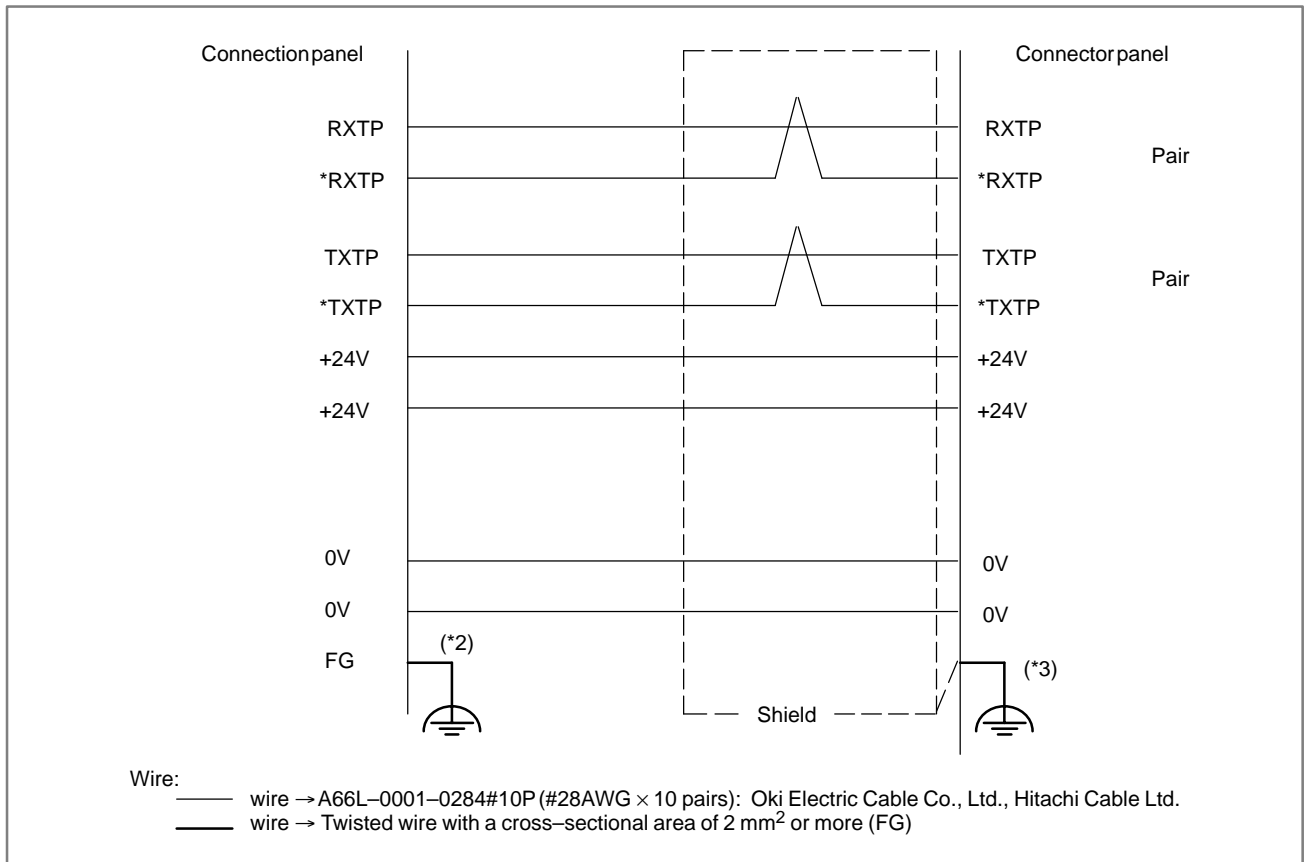 Connection panel
Connector panel
RXTP
RXTP
Pair
*RXTP
*RXTP
TXTP
TXTP
Pair
*TXTP
*TXTP
+24V
+24V
+24V
+24V
0V
0V
0V
0V
FG
(*2)
(*3)
Shield
Wire:
wire → A66L–0001–0284#10P (#28AWG × 10 pairs): Oki Electric Cable Co., Ltd., Hitachi Cable Ltd.
wire → Twisted wire with a cross–sectional area of 2 mm² or more (FG)